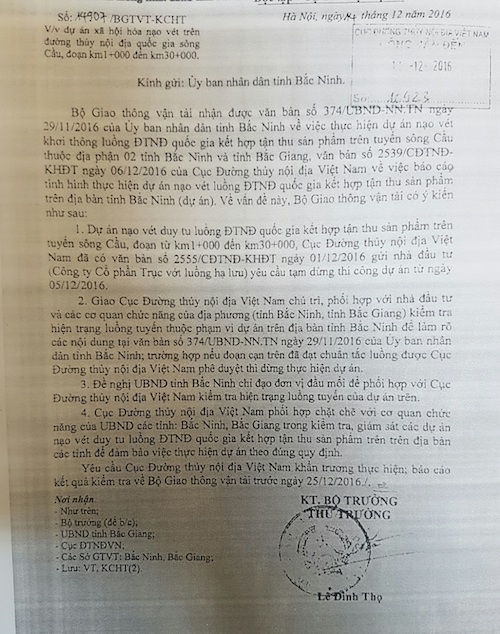 Số: 14907/BGTVT-KCHT
Hà Nội, ngày 14 tháng 12 năm 2016
V/v dự án xã hội hóa nạo vét trên
đường thủy nội địa quốc gia sông
Cầu, đoạn km1+000 đến km30+000.
CỤC ĐƯỜNG THỦY NỘI ĐỊA VIỆT NAM
CÔNG VĂN ĐẾN
-12- 2016
Số:
Kính gửi: Ủy ban nhân dân tỉnh Bắc Ninh.
Bộ Giao thông vận tải nhận được văn bản số 374/UBND-NN.TN ngày
29/11/2016 của Ủy ban nhân dân tỉnh Bắc Ninh về việc thực hiện dự án nạo vét
khơi thông luồng ĐTNĐ quốc gia kết hợp tận thu sản phẩm trên tuyến sông Cầu
thuộc địa phận 02 tỉnh Bắc Ninh và tỉnh Bắc Giang, văn bản số 2539/CĐTNĐ-
KHĐT ngày 06/12/2016 của Cục Đường thủy nội địa Việt Nam về việc báo cáo
tình hình thực hiện dự án nạo vét luồng ĐTNĐ quốc gia kết hợp tận thu sản phẩm
trên địa bàn tỉnh Bắc Ninh (dự án). Về vấn đề này, Bộ Giao thông vận tải có ý kiến
như sau:
1. Dự án nạo vét duy tu luồng ĐTNĐ quốc gia kết hợp tận thu sản phẩm trên
tuyến sông Cầu, đoạn từ km1+000 đến km30+000, Cục Đường thủy nội địa Việt
Nam đã có văn bản số 2555/CĐTNĐ-KHĐT ngày 01/12/2016 gửi nhà đầu tư
(Công ty Cổ phần Trục vớt luồng hạ lưu) yêu cầu tạm dừng thi công dự án từ ngày
05/12/2016.
2. Giao Cục Đường thủy nội địa Việt Nam chủ trì, phối hợp với nhà đầu tư
và các cơ quan chức năng của địa phương (tỉnh Bắc Ninh, tỉnh Bắc Giang) kiểm tra
hiện trạng luồng tuyến thuộc phạm vi dự án trên địa bàn tỉnh Bắc Ninh để làm rõ
các nội dung tại văn bản số 374/UBND-NN.TN ngày 29/11/2016 của Ủy ban nhân
dân tỉnh Bắc Ninh; trường hợp nếu đoạn cạn trên đã đạt chuẩn tắc luồng được Cục
Đường thủy nội địa Việt Nam phê duyệt thì dừng thực hiện dự án.
3. Đề nghị UBND tỉnh Bắc Ninh chỉ đạo đơn vị đầu mối để phối hợp với Cục
Đường thủy nội địa Việt Nam kiểm tra hiện trạng luồng tuyến của dự án trên.
4. Cục Đường thủy nội địa Việt Nam phối hợp chặt chẽ với cơ quan chức
năng của UBND các tỉnh: Bắc Ninh, Bắc Giang trong kiểm tra, giám sát các dự án
nạo vét duy tu luồng ĐTNĐ quốc gia kết hợp tận thu sản phẩm trên trên địa bàn
các tỉnh để đảm bảo việc thực hiện dự án theo đúng quy định.
Yêu cầu Cục Đường thủy nội địa Việt Nam khẩn trương thực hiện; báo cáo
kết quả kiểm tra về Bộ Giao thông vận tải trước ngày 25/12/2016./.
Nơi nhận:
- Như trên;
- Bộ trưởng (để b/c);
- UBND tỉnh Bắc Giang;
- Cục ĐTNĐVN;
- Các Sở GTVT: Bắc Ninh, Bắc Giang;
- Lưu: VT, KCHT(2).
KT. BỘ TRƯỞNG
THỨ TRƯỞNG
Lê Đình Thọ